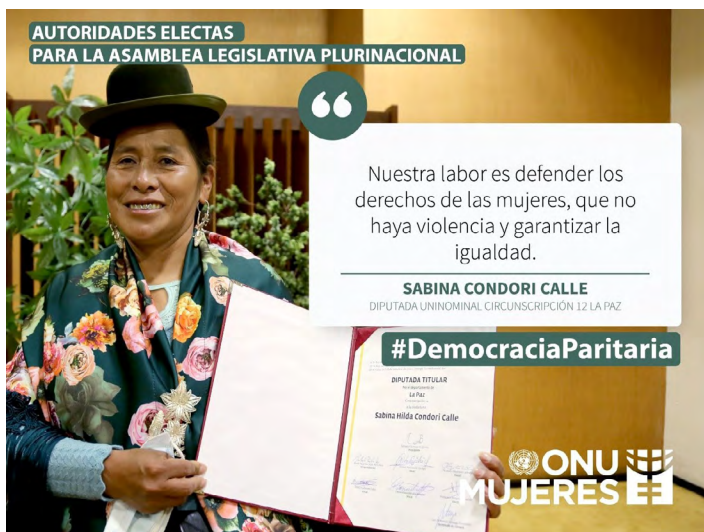 AUTORIDADES ELECTAS
PARA LA ASAMBLEA LEGISLATIVA PLURINACIONAL
Nuestra labor es defender los
derechos de las mujeres, que no
haya violencia y garantizar la
igualdad.
SABINA CONDORI CALLE
DIPUTADA UNINOMINAL CIRCUNSCRIPCIÓN 12 LA PAZ
#DemocraciaParitaria
DIPUTADA TITULAR
La Paz
Sabina Hilda Condori Calle
ONU
MUJERES